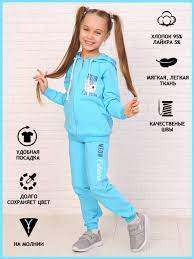 ХЛОПОК 95%
ЛАЙКРА 5%
МЯГКАЯ, ЛЕГКАЯ
ТКАНЬ
КАЧЕСТВЕННЫЕ
ШВЫ
УДОБНАЯ
ПОСАДКА
ДОЛГО
СОХРАНЯЕТ ЦВЕТ
НА МОЛНИИ